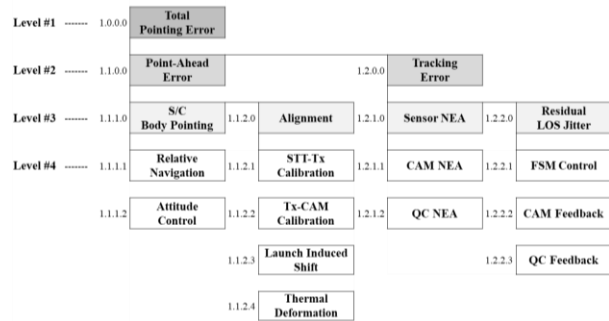 Level #1 ------- 1.0.0.0 Total
Pointing Error
Level #2 ------- 1.1.0.0 Point-Ahead
Error 1.2.0.0 Tracking
Error
Level #3 ------- 1.1.1.0 S/C
Body Pointing 1.1.2.0 Alignment 1.2.1.0 Sensor NEA 1.2.2.0 Residual
LOS Jitter
Level #4 ------- 1.1.1.1 Relative
Navigation 1.1.2.1 STT-Tx
Calibration 1.2.1.1 CAM NEA 1.2.2.1 FSM Control
1.1.1.2 Attitude
Control 1.1.2.2 Tx-CAM
Calibration 1.2.1.2 QC NEA 1.2.2.2 CAM Feedback
1.1.2.3 Launch Induced
Shift 1.2.2.3 QC Feedback
1.1.2.4 Thermal
Deformation